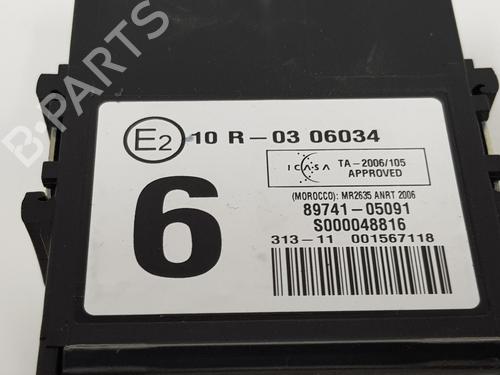 B-PARTS
E2 10 R-03 06034
ICASA
TA-2006/105
APPROVED
(MOROCCO): MR2635 ANRT 2006
6
89741-05091
S000048816
313-11 001567118